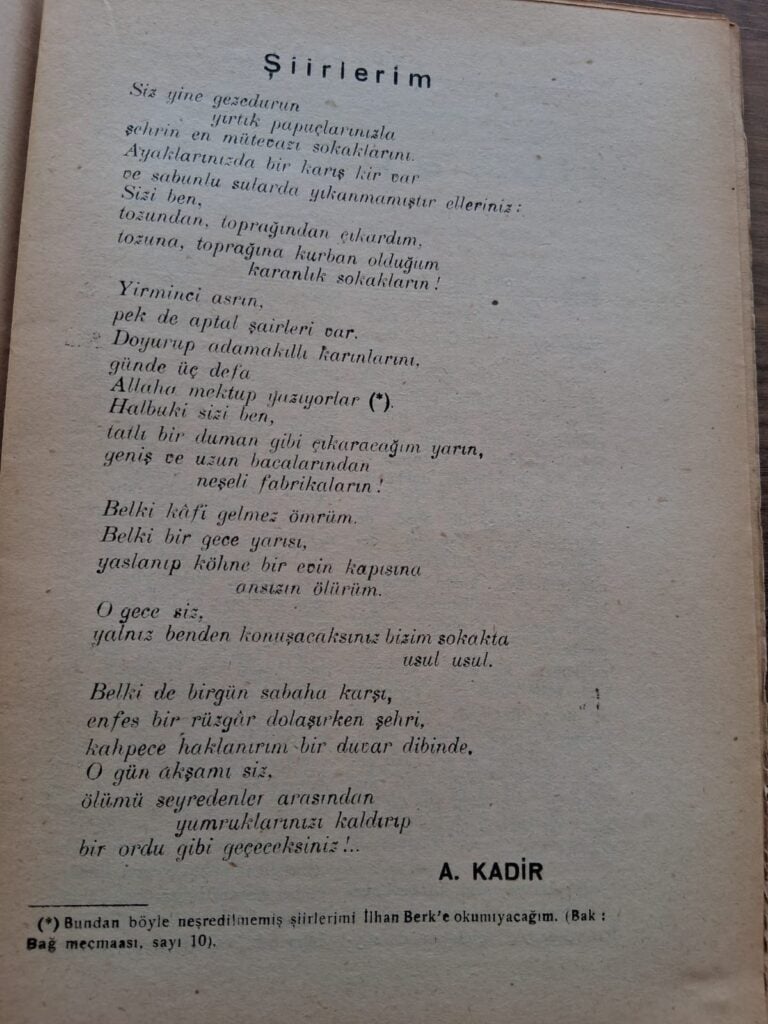 Şiirlerim
Siz yine gezedurun
yırtık papuçlarınızla
şehrin en mütevazı sokaklarını.
Ayaklarınızda bir karış kir var
ve sabunlu sularda yıkanmamıştır elleriniz:
Sizi ben,
tozundan, toprağından çıkardım,
tozuna, toprağına kurban olduğum
karanlık sokakların!
Yirminci asrın,
pek de aptal şairleri var.
Doyurup adamakıllı karınlarını,
günde üç defa
Allaha mektup yazıyorlar (*).
Halbuki sizi ben,
tatlı bir duman gibi çıkaracağım yarın,
geniş ve uzun bacalarından
neşeli fabrikaların!
Belki kâfi gelmez ömrüm.
Belki bir gece yarısı,
yaslanıp köhne bir evin kapısına
ansızın ölürüm.
O gece siz,
yalnız benden konuşacaksınız bizim sokakta
usul usul.
Belki de birgün sabaha karşı,
enfes bir rüzgâr dolaşırken şehri,
kahpece haklanırım bir duvar dibinde.
O gün akşamı siz,
ölümü seyredenler arasından
yumruklarınızı kaldırıp
bir ordu gibi geçeceksiniz!..
A. KADİR
(*) Bundan böyle neşredilmemiş şiirlerimi İlhan Berk'e okumıyacağım. (Bak :
Bağ mecmaası, sayı 10).